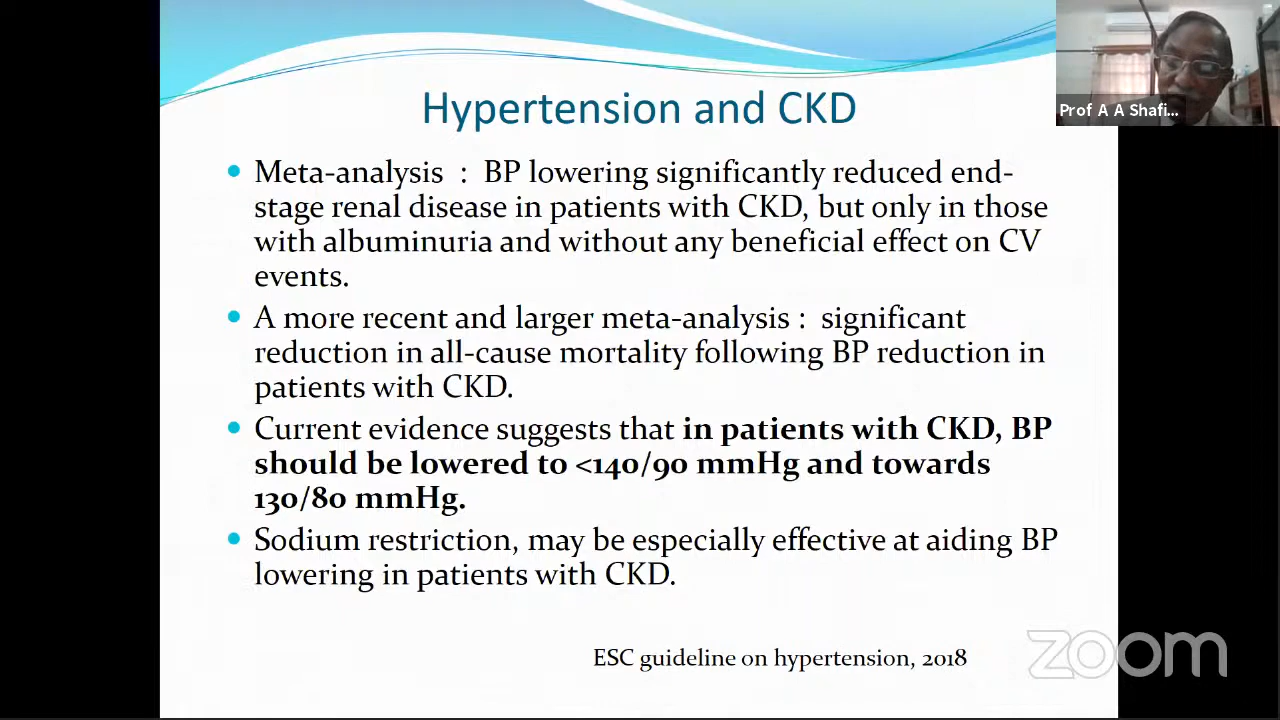 Hypertension and CKD
Prof A A Shafi...
• Meta-analysis : BP lowering significantly reduced end-
stage renal disease in patients with CKD, but only in those
with albuminuria and without any beneficial effect on CV
events.
• A more recent and larger meta-analysis : significant
reduction in all-cause mortality following BP reduction in
patients with CKD.
• Current evidence suggests that in patients with CKD, BP
should be lowered to <140/90 mmHg and towards
130/80 mmHg.
• Sodium restriction, may be especially effective at aiding BP
lowering in patients with CKD.
ESC guideline on hypertension, 2018
zoom